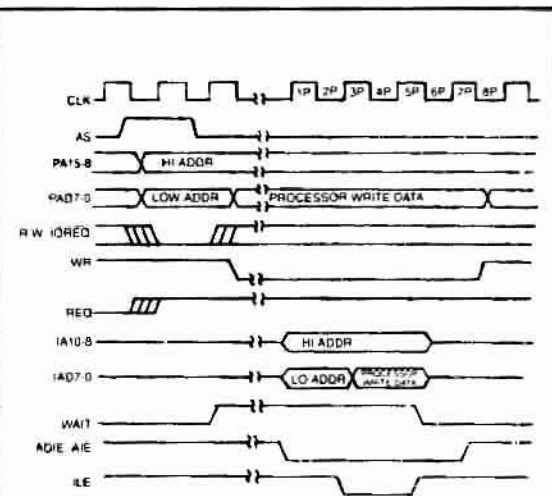 CLK 1P 2P 3P 4P 5P 6P 7P 8P
AS
PA15-8 HI ADDR
PAD7-0 LOW ADDR PROCESSOR WRITE DATA
R W IOREQ
WR
REQ
IA10-8 HI ADDR
IAD7-0 LO ADDR PROCESSOR
WRITE DATA
WAIT
ADIE AIE
ILE